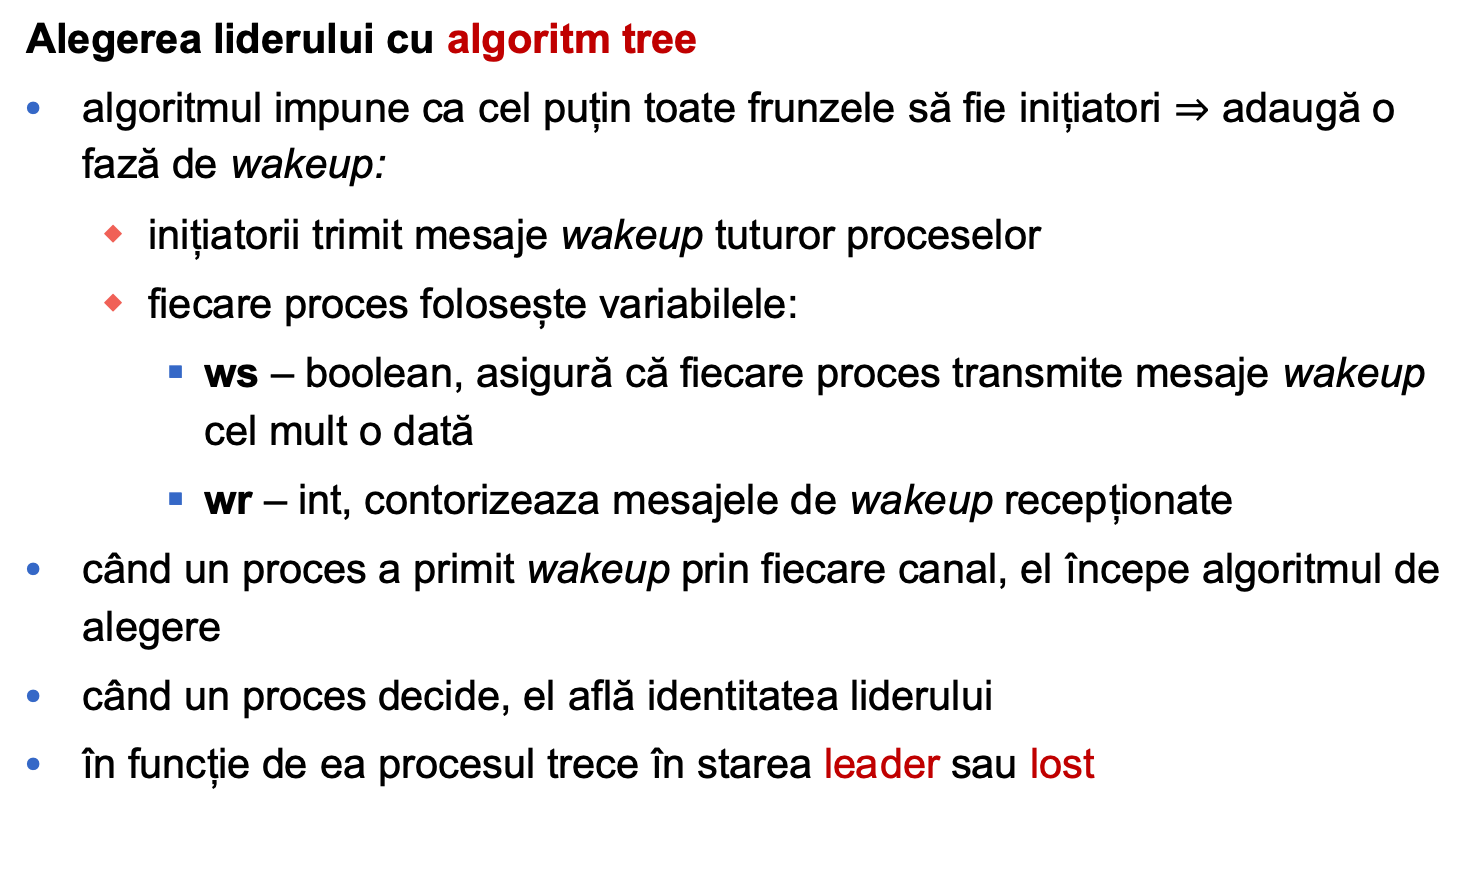 Alegerea liderului cu algoritm tree
• algoritmul impune ca cel puțin toate frunzele să fie inițiatori ⇒ adaugă o
fază de wakeup:
◆ inițiatorii trimit mesaje wakeup tuturor proceselor
◆ fiecare proces folosește variabilele:
■ ws – boolean, asigură că fiecare proces transmite mesaje wakeup
cel mult o dată
■ wr – int, contorizeaza mesajele de wakeup recepționate
• când un proces a primit wakeup prin fiecare canal, el începe algoritmul de
alegere
• când un proces decide, el află identitatea liderului
• în funcție de ea procesul trece în starea leader sau lost